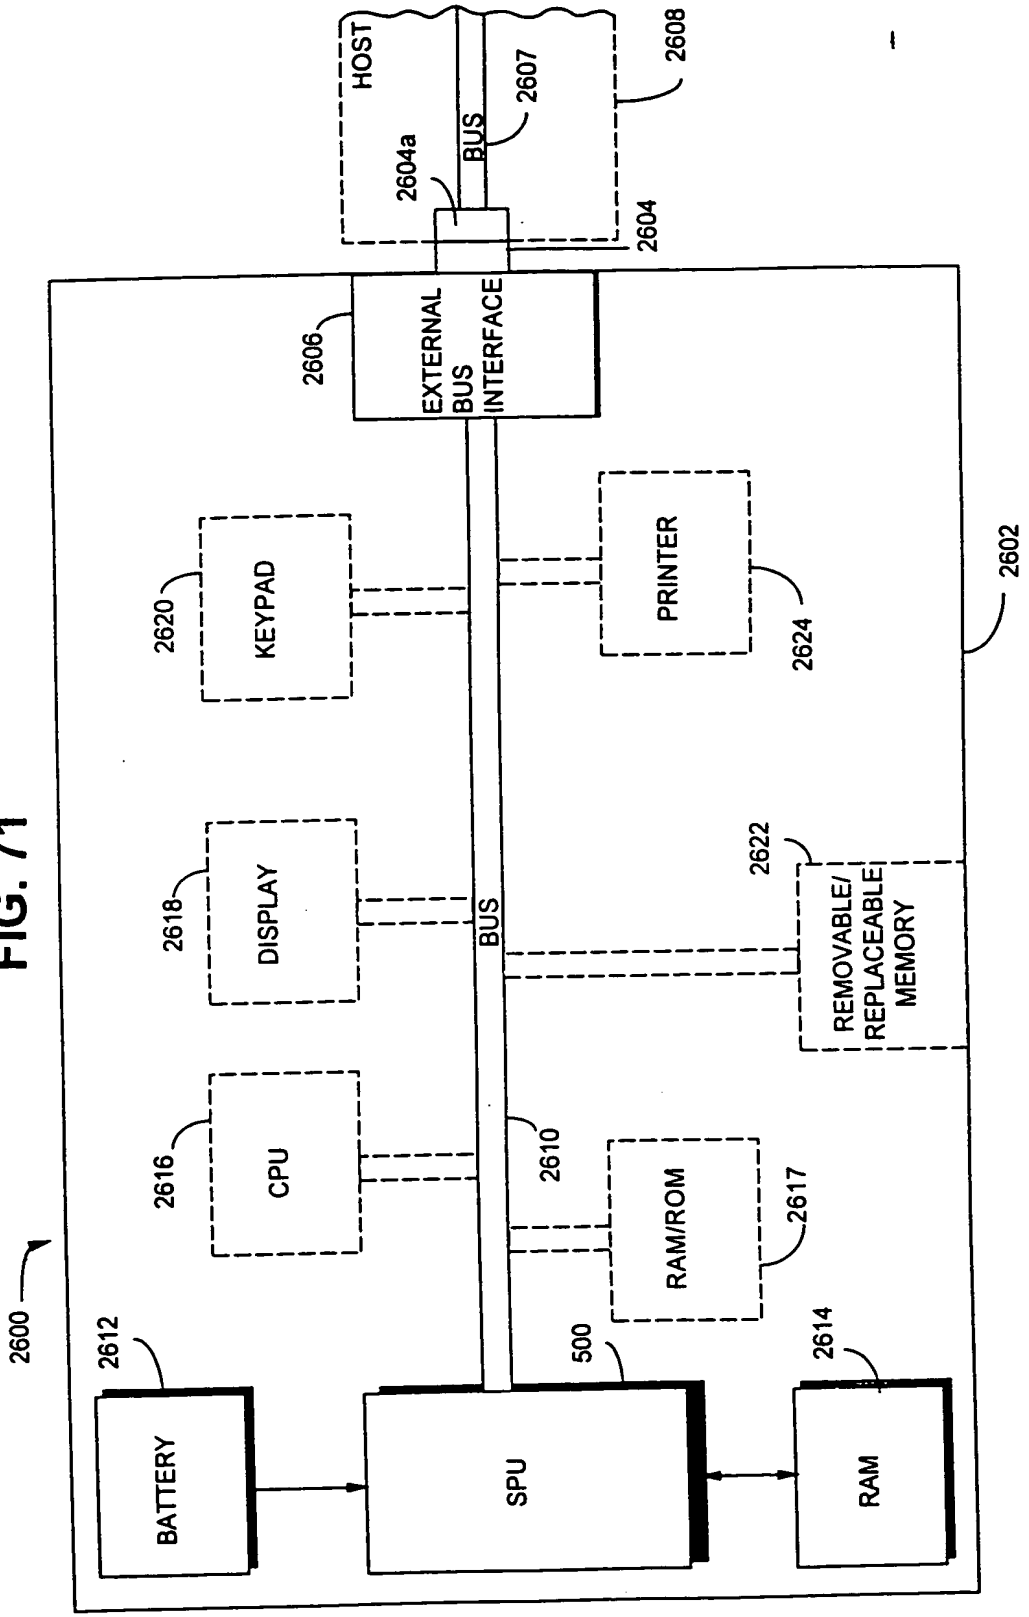 FIG. 71
2600
2612
BATTERY
2616
CPU
2618
DISPLAY
2620
KEYPAD
2606
EXTERNAL
BUS
INTERFACE
2604a
HOST
BUS
2607
2604
2608
500
SPU
2610
BUS
2614
RAM
RAM/ROM
2617
2622
REMOVABLE/
REPLACEABLE
MEMORY
PRINTER
2624
2602